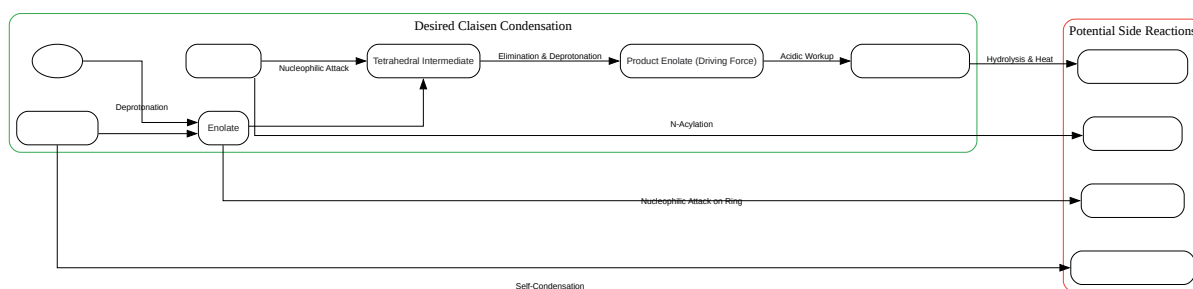 Desired Claisen Condensation
Potential Side Reactions
Nucleophilic Attack
Tetrahedral Intermediate
Elimination & Deprotonation
Product Enolate (Driving Force)
Acidic Workup
Hydrolysis & Heat
Deprotonation
Enolate
N-Acylation
Nucleophilic Attack on Ring
Self-Condensation